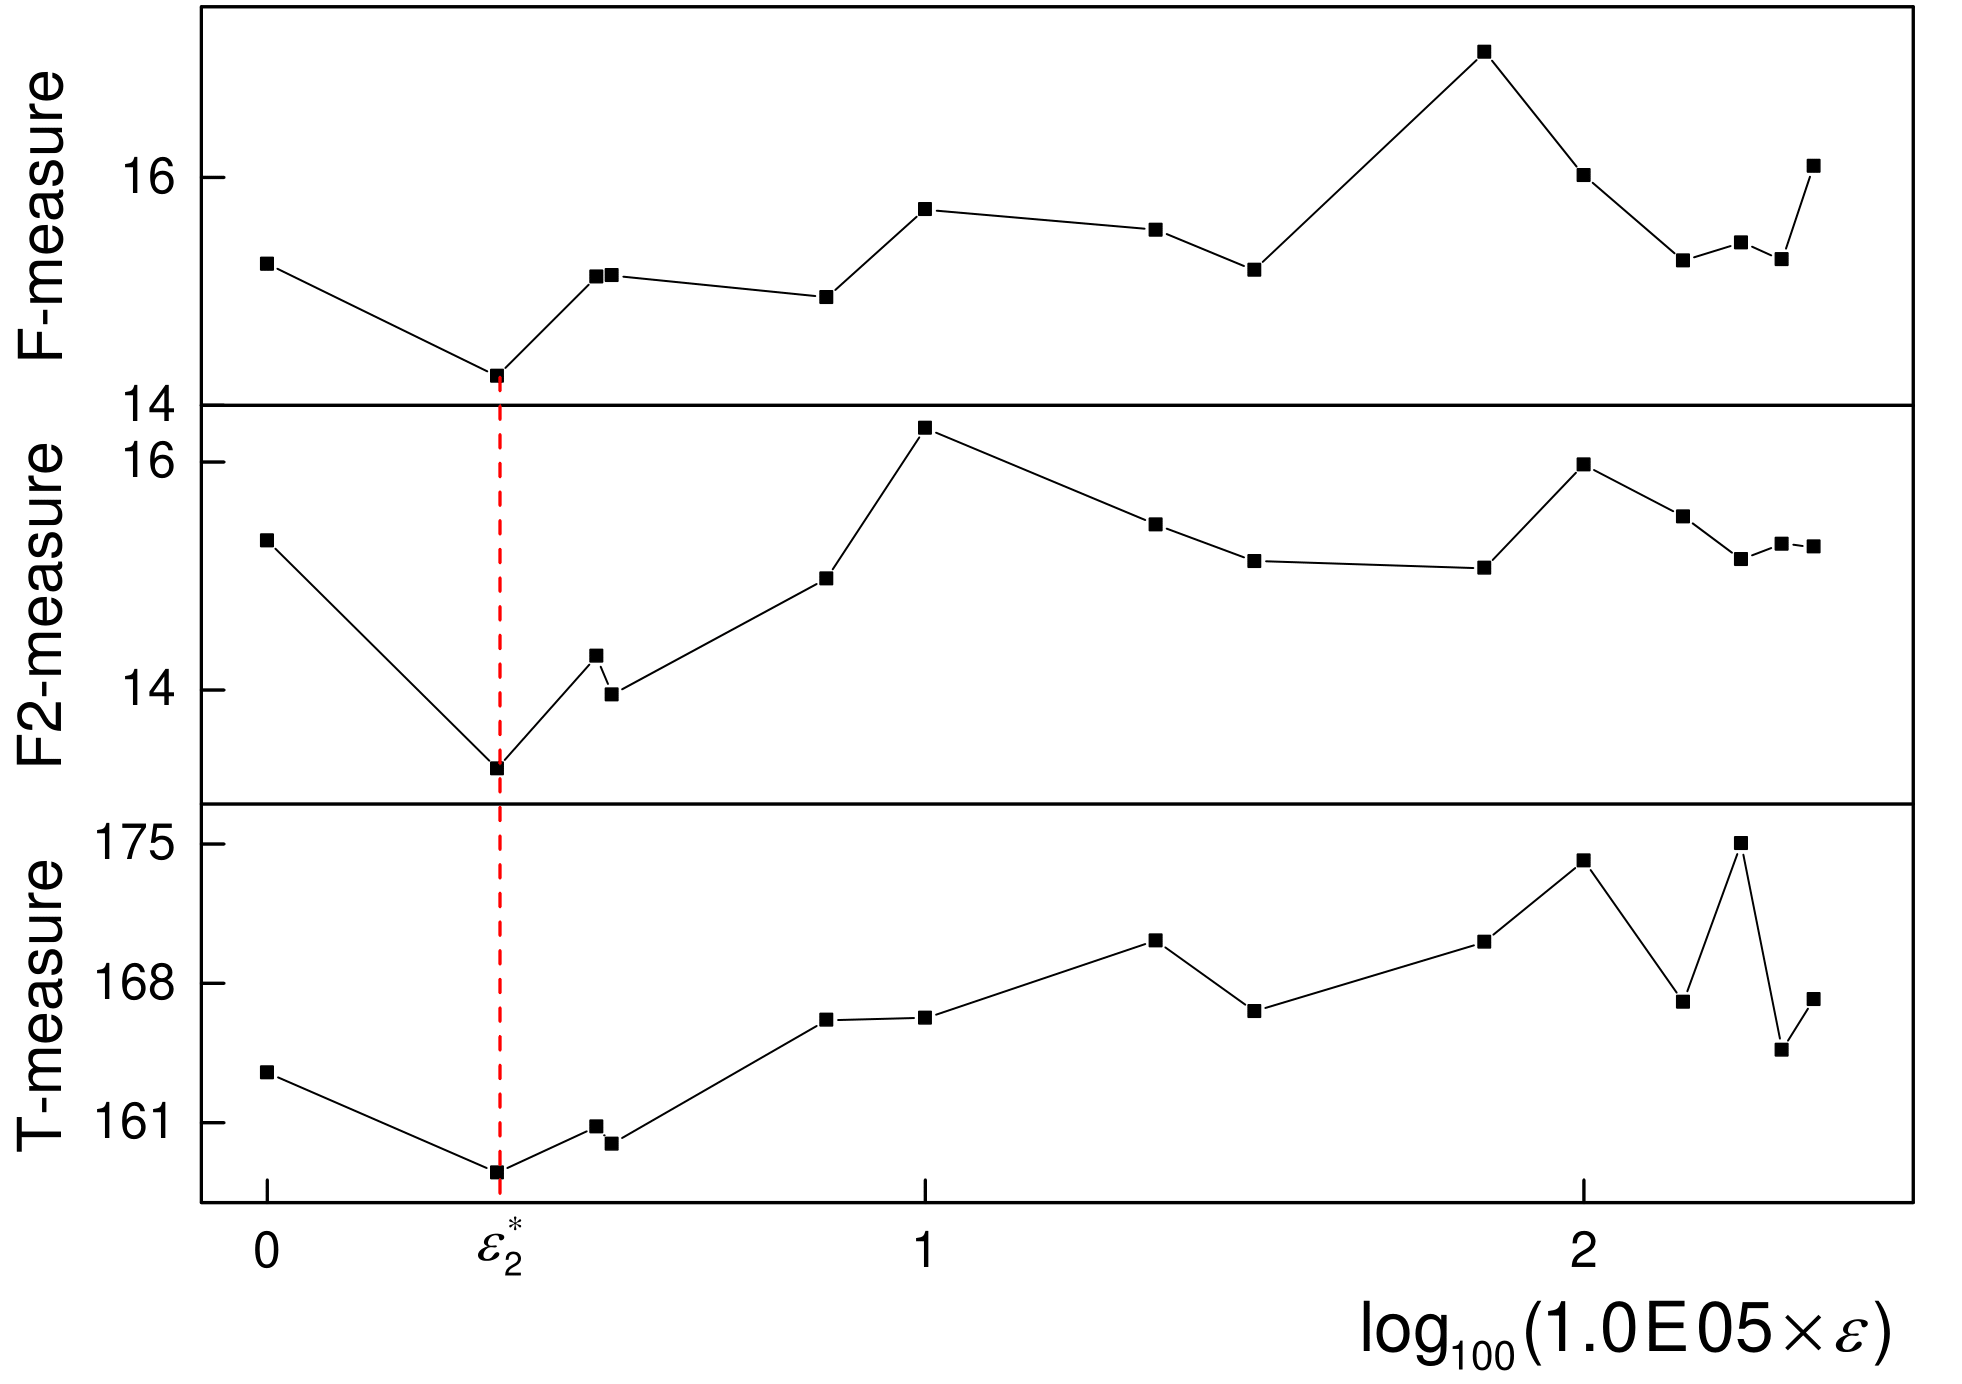 F-measure
16
14
F2-measure
16
14
T-measure
175
168
161
0 ε₂* 1 2
log₁₀₀(1.0E05×ε)